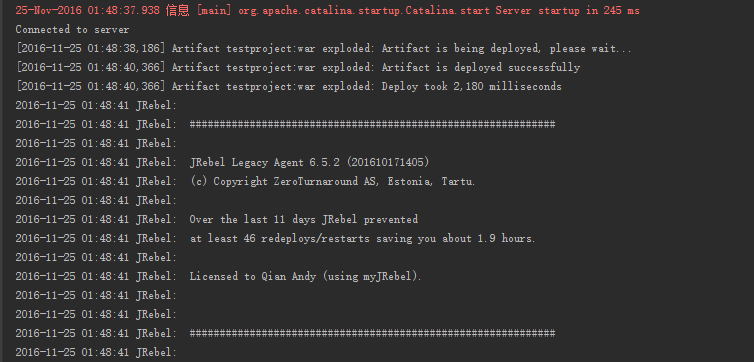 25-Nov-2016 01:48:37.938 信息 [main] org.apache.catalina.startup.Catalina.start Server startup in 245 ms
Connected to server
[2016-11-25 01:48:38,186] Artifact testproject:war exploded: Artifact is being deployed, please wait...
[2016-11-25 01:48:40,366] Artifact testproject:war exploded: Artifact is deployed successfully
[2016-11-25 01:48:40,366] Artifact testproject:war exploded: Deploy took 2,180 milliseconds
2016-11-25 01:48:41 JRebel:
2016-11-25 01:48:41 JRebel:  #############################################################
2016-11-25 01:48:41 JRebel:
2016-11-25 01:48:41 JRebel:  JRebel Legacy Agent 6.5.2 (201610171405)
2016-11-25 01:48:41 JRebel:  (c) Copyright ZeroTurnaround AS, Estonia, Tartu.
2016-11-25 01:48:41 JRebel:
2016-11-25 01:48:41 JRebel:  Over the last 11 days JRebel prevented
2016-11-25 01:48:41 JRebel:  at least 46 redeploys/restarts saving you about 1.9 hours.
2016-11-25 01:48:41 JRebel:
2016-11-25 01:48:41 JRebel:  Licensed to Qian Andy (using myJRebel).
2016-11-25 01:48:41 JRebel:
2016-11-25 01:48:41 JRebel:
2016-11-25 01:48:41 JRebel:  #############################################################
2016-11-25 01:48:41 JRebel: